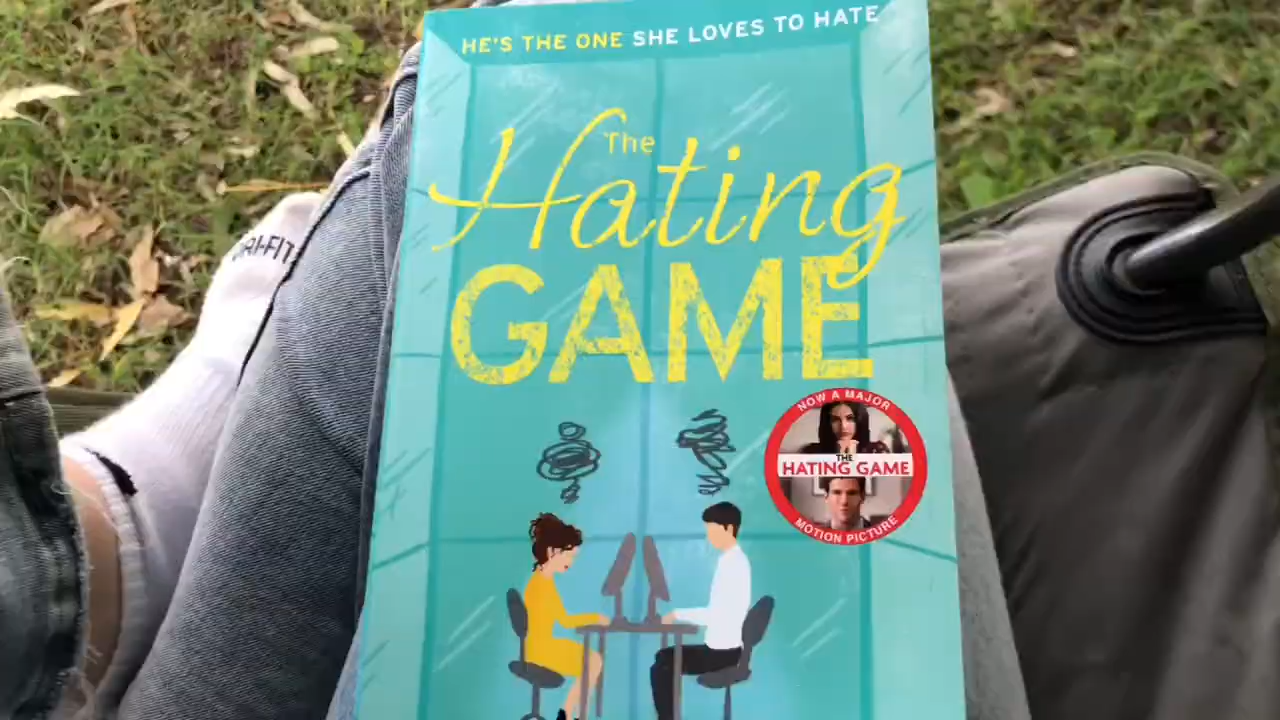 HE'S THE ONE SHE LOVES TO HATE
The
Hating
GAME
NOW A MAJOR
THE
HATING GAME
MOTION PICTURE
DRI-FIT